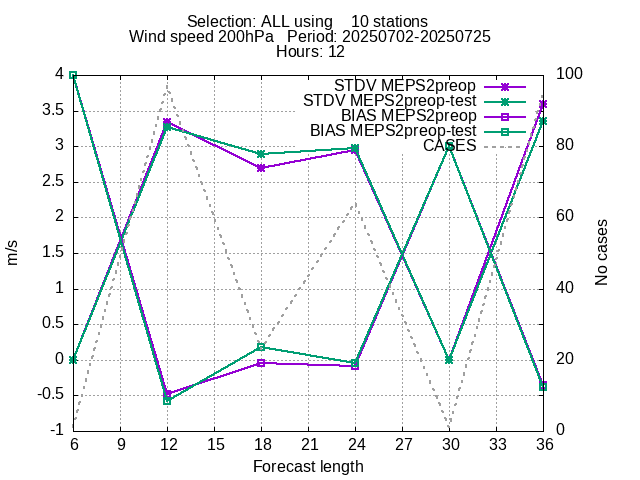 Selection: ALL using    10 stations
Wind speed 200hPa   Period: 20250702-20250725
Hours: 12
4
3.5
3
2.5
2
1.5
1
0.5
0
-0.5
-1
m/s
100
80
60
40
20
0
No cases
STDV MEPS2preop
STDV MEPS2preop-test
BIAS MEPS2preop
BIAS MEPS2preop-test
CASES
6 9 12 15 18 21 24 27 30 33 36
Forecast length